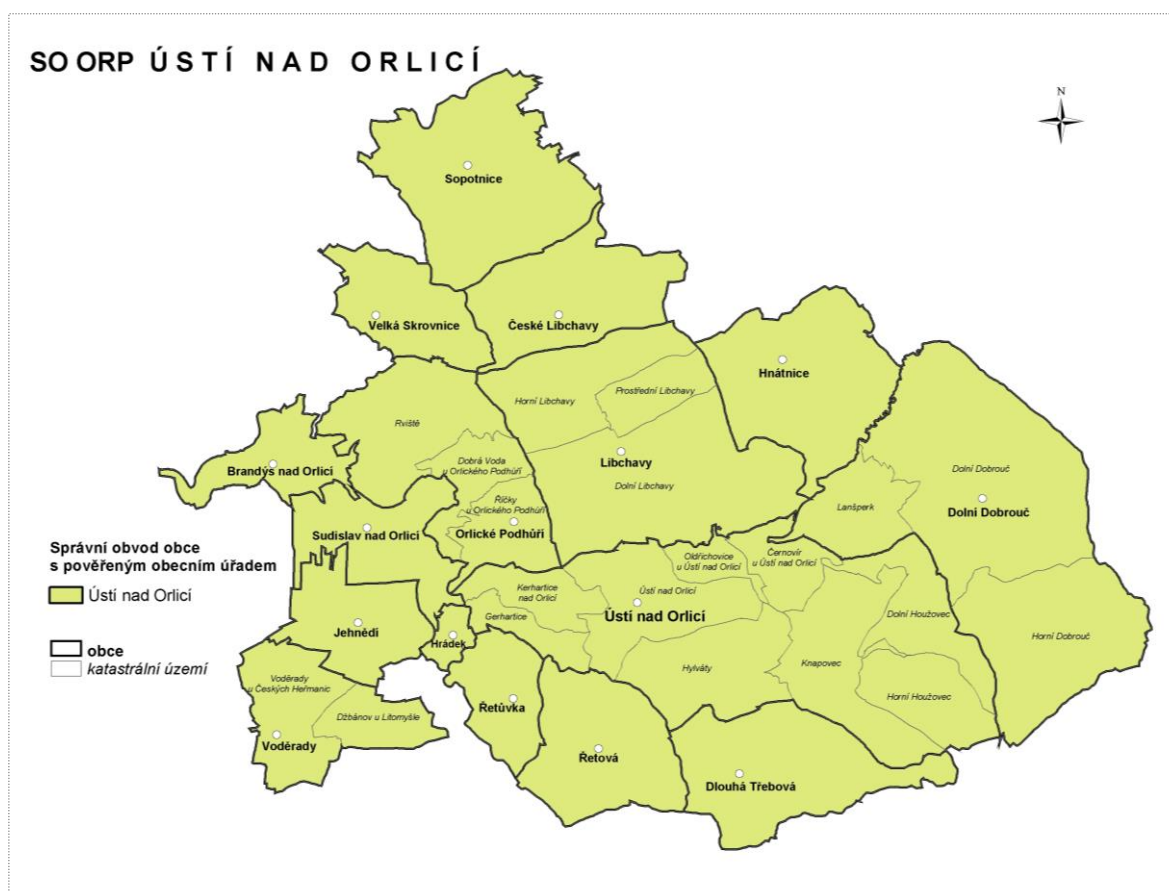 SO ORP ÚSTÍ NAD ORLICÍ
N
Sopotnice
Velká Skrovnice
České Libchavy
Hnátnice
Horní Libchavy
Prostřední Libchavy
Rviště
Brandýs nad Orlicí
Dobrá Voda
u Orlického Podhůří
Libchavy
Dolní Libchavy
Dolní Dobrouč
Dolní Dobrouč
Lanšperk
Říčky
u Orlického Podhůří
Orlické Podhůří
Sudislav nad Orlicí
Oldřichovice
u Ústí nad Orlicí
Černovír
u Ústí nad Orlicí
Správní obvod obce
s pověřeným obecním úřadem
Ústí nad Orlicí
Kerhartice
nad Orlicí
Gerhartice
Ústí nad Orlicí
Ústí nad Orlicí
Dolní Houžovec
Jehnědí
Hrádek
Horní Dobrouč
obce
katastrální území
Hylváty
Knapovec
Horní Houžovec
Voděrady
u Českých Heřmanic
Džbánov u Litomyšle
Voděrady
Řetůvka
Řetová
Dlouhá Třebová